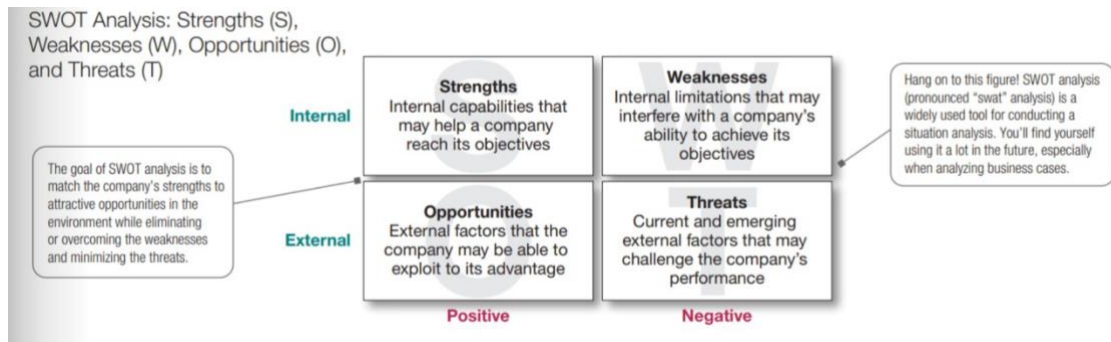 SWOT Analysis: Strengths (S),
Weaknesses (W), Opportunities (O),
and Threats (T)
Internal
Strengths
Internal capabilities that
may help a company
reach its objectives
Weaknesses
Internal limitations that may
interfere with a company’s
ability to achieve its
objectives
Hang on to this figure! SWOT analysis
(pronounced “swat” analysis) is a
widely used tool for conducting a
situation analysis. You’ll find yourself
using it a lot in the future, especially
when analyzing business cases.
The goal of SWOT analysis is to
match the company’s strengths to
attractive opportunities in the
environment while eliminating
or overcoming the weaknesses
and minimizing the threats.
External
Opportunities
External factors that the
company may be able to
exploit to its advantage
Threats
Current and emerging
external factors that may
challenge the company’s
performance
Positive
Negative
S
W
O
T